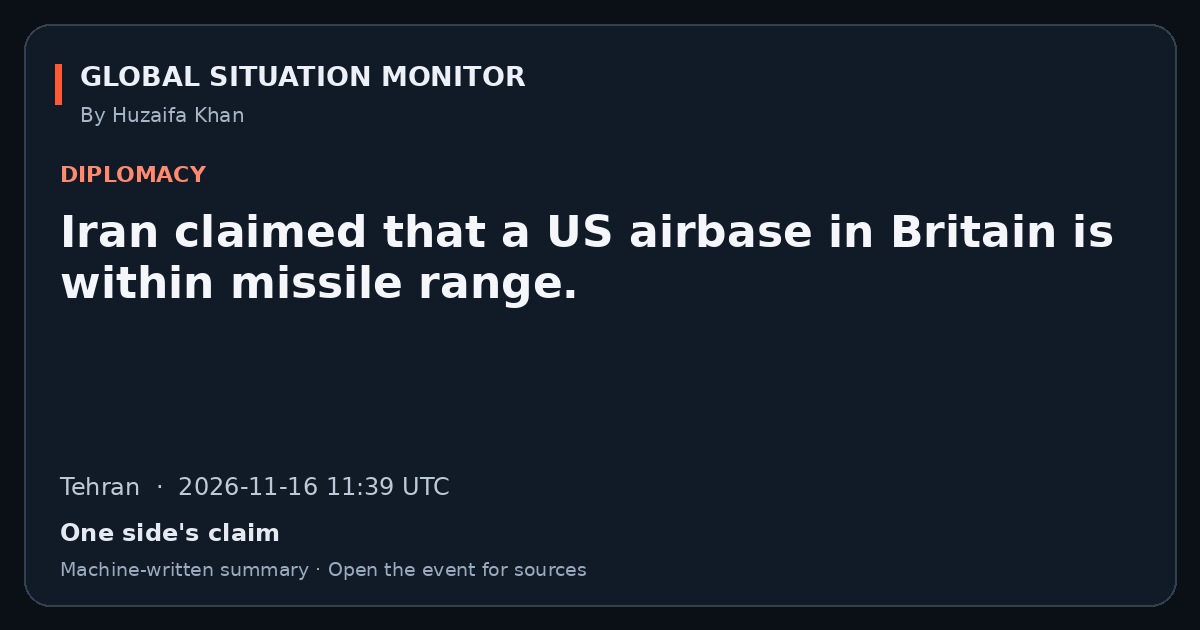 GLOBAL SITUATION MONITOR
By Huzaifa Khan
DIPLOMACY
Iran claimed that a US airbase in Britain is
within missile range.
Tehran · 2026-11-16 11:39 UTC
One side's claim
Machine-written summary · Open the event for sources